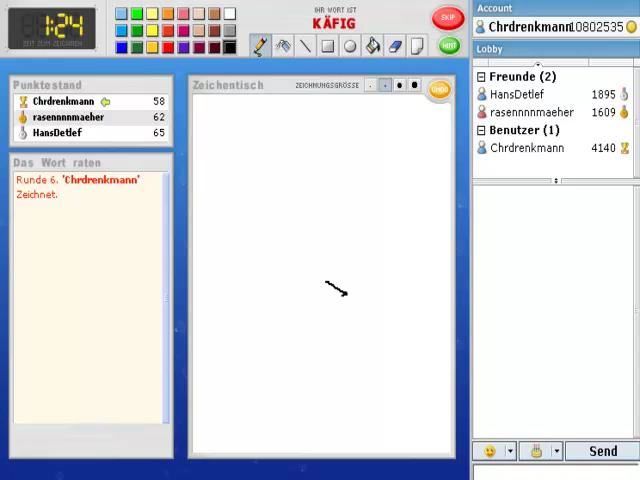 1:24
ZEIT ZUM ZEICHNEN
IHR WORT IST
KÄFIG
SKIP
HINT
Account
Chrdrenkmann 10802535
Lobby
Freunde (2)
HansDetlef 1895
rasennnnmaeher 1609
Benutzer (1)
Chrdrenkmann 4140
Punktestand
Chrdrenkmann 58
rasennnnmaeher 62
HansDetlef 65
Das Wort raten
Runde 6. 'Chrdrenkmann'
Zeichnet.
Zeichentisch
ZEICHNUNGSGRÖSSE
UNDO
Send